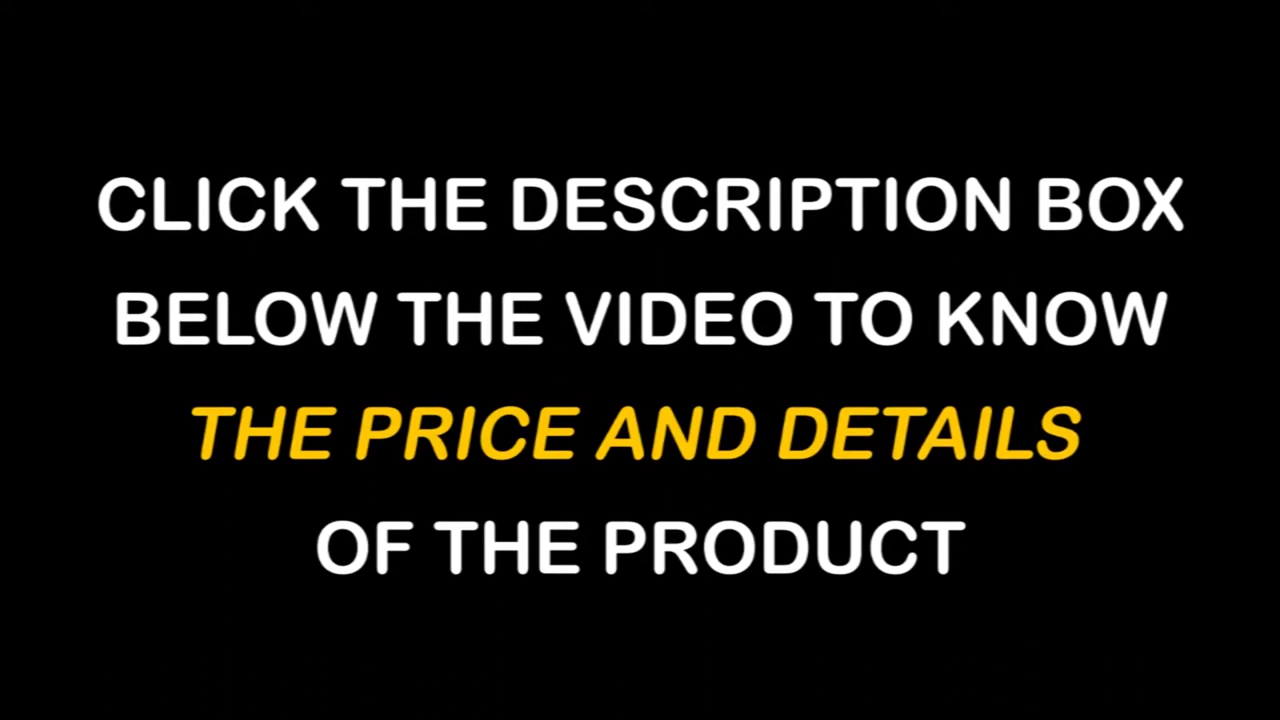 CLICK THE DESCRIPTION BOX
BELOW THE VIDEO TO KNOW
THE PRICE AND DETAILS
OF THE PRODUCT